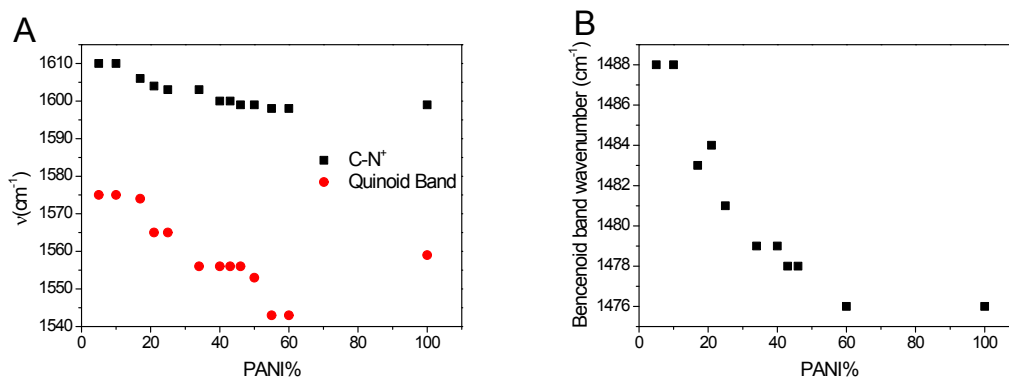 A
ν(cm⁻¹)
1610
1600
1590
1580
1570
1560
1550
1540
C-N⁺
Quinoid Band
0 20 40 60 80 100
PANI%
B
Bencenoid band wavenumber (cm⁻¹)
1488
1486
1484
1482
1480
1478
1476
0 20 40 60 80 100
PANI%